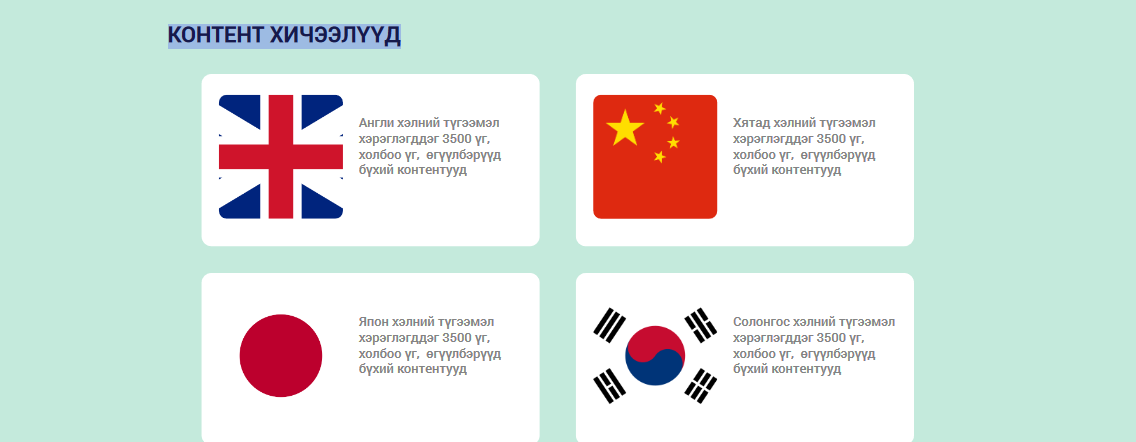 КОНТЕНТ ХИЧЭЭЛҮҮД
Англи хэлний түгээмэл
хэрэглэгддэг 3500 үг,
холбоо үг, өгүүлбэрүүд
бүхий контентууд
Хятад хэлний түгээмэл
хэрэглэгддэг 3500 үг,
холбоо үг, өгүүлбэрүүд
бүхий контентууд
Япон хэлний түгээмэл
хэрэглэгддэг 3500 үг,
холбоо үг, өгүүлбэрүүд
бүхий контентууд
Солонгос хэлний түгээмэл
хэрэглэгддэг 3500 үг,
холбоо үг, өгүүлбэрүүд
бүхий контентууд